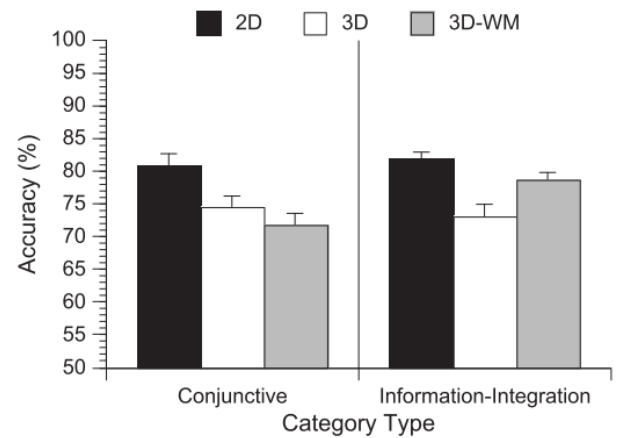 2D 3D 3D-WM
100
95
90
85
80
75
70
65
60
55
50
Accuracy (%)
Conjunctive Information-Integration
Category Type